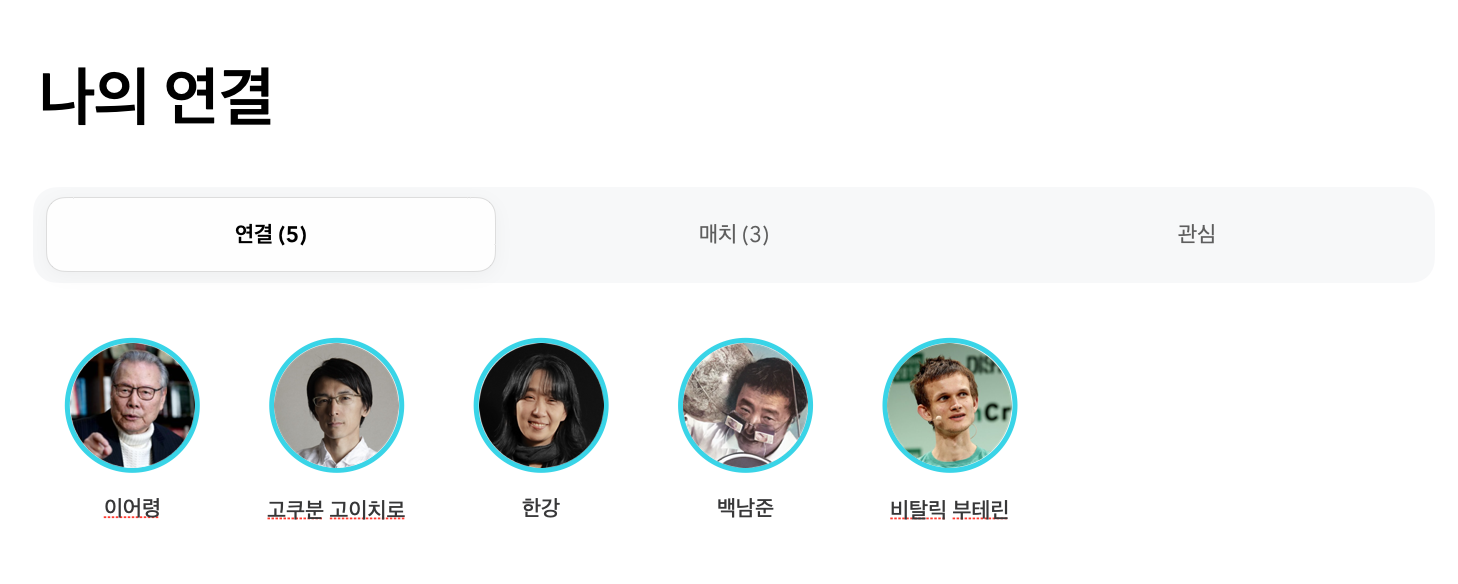 나의 연결
연결 (5)
매치 (3)
관심
이어령
고쿠분 고이치로
한강
백남준
비탈릭 부테린